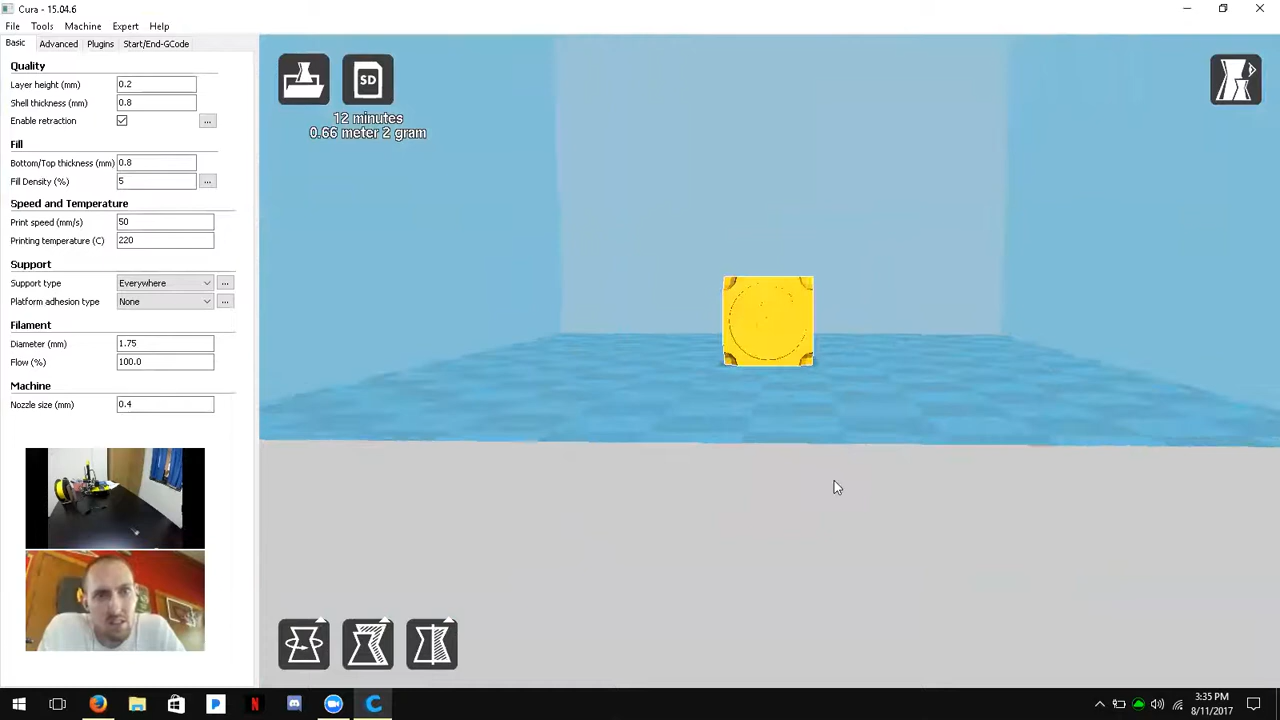 Cura - 15.04.6
File Tools Machine Expert Help
Basic Advanced Plugins Start/End-GCode
Quality
Layer height (mm) 0.2
Shell thickness (mm) 0.8
Enable retraction ...
Fill
Bottom/Top thickness (mm) 0.8
Fill Density (%) 5 ...
Speed and Temperature
Print speed (mm/s) 50
Printing temperature (C) 220
Support
Support type Everywhere ...
Platform adhesion type None ...
Filament
Diameter (mm) 1.75
Flow (%) 100.0
Machine
Nozzle size (mm) 0.4
SD
12 minutes
0.66 meter 2 gram
3:35 PM
8/11/2017